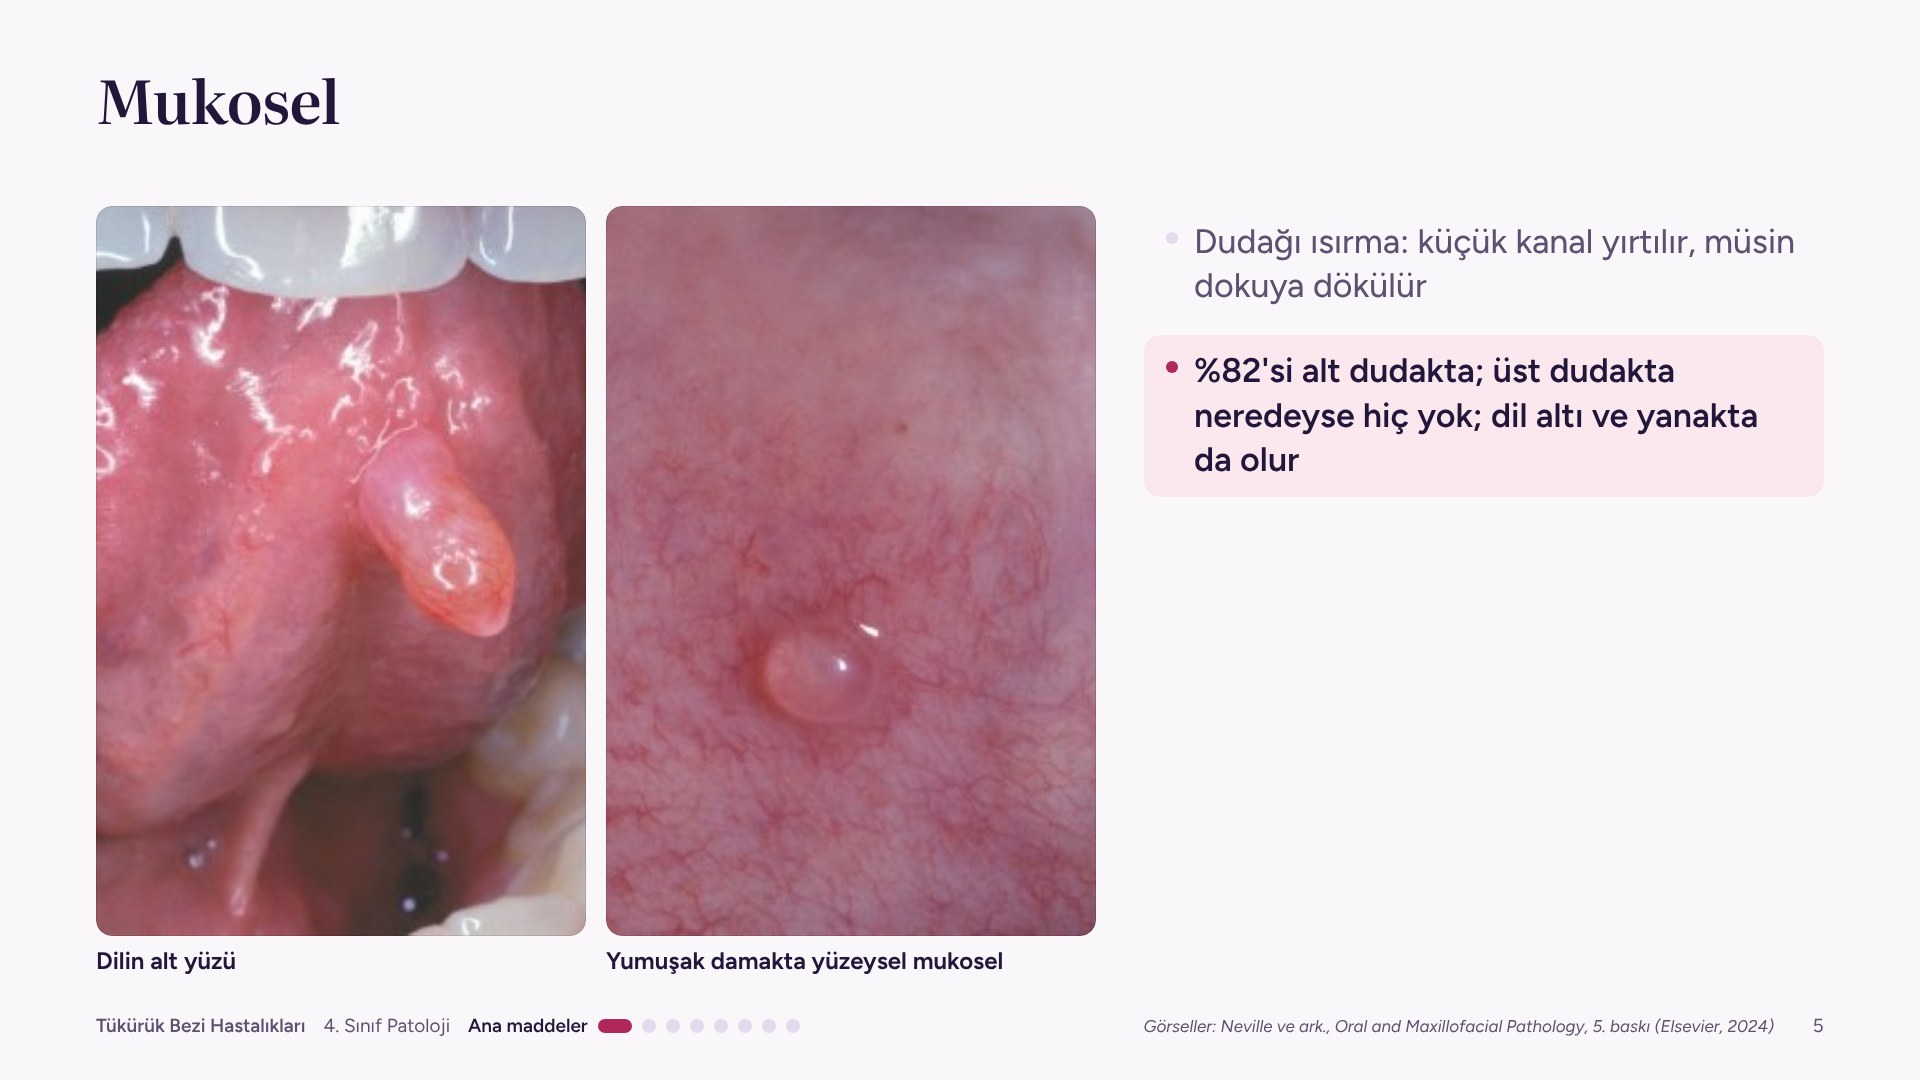 Mukosel
Dudağı ısırma: küçük kanal yırtılır, müsin
dokuya dökülür
%82'si alt dudakta; üst dudakta
neredeyse hiç yok; dil altı ve yanakta
da olur
Dilin alt yüzü
Yumuşak damakta yüzeysel mukosel
Tükürük Bezi Hastalıkları 4. Sınıf Patoloji Ana maddeler
Görseller: Neville ve ark., Oral and Maxillofacial Pathology, 5. baskı (Elsevier, 2024) 5